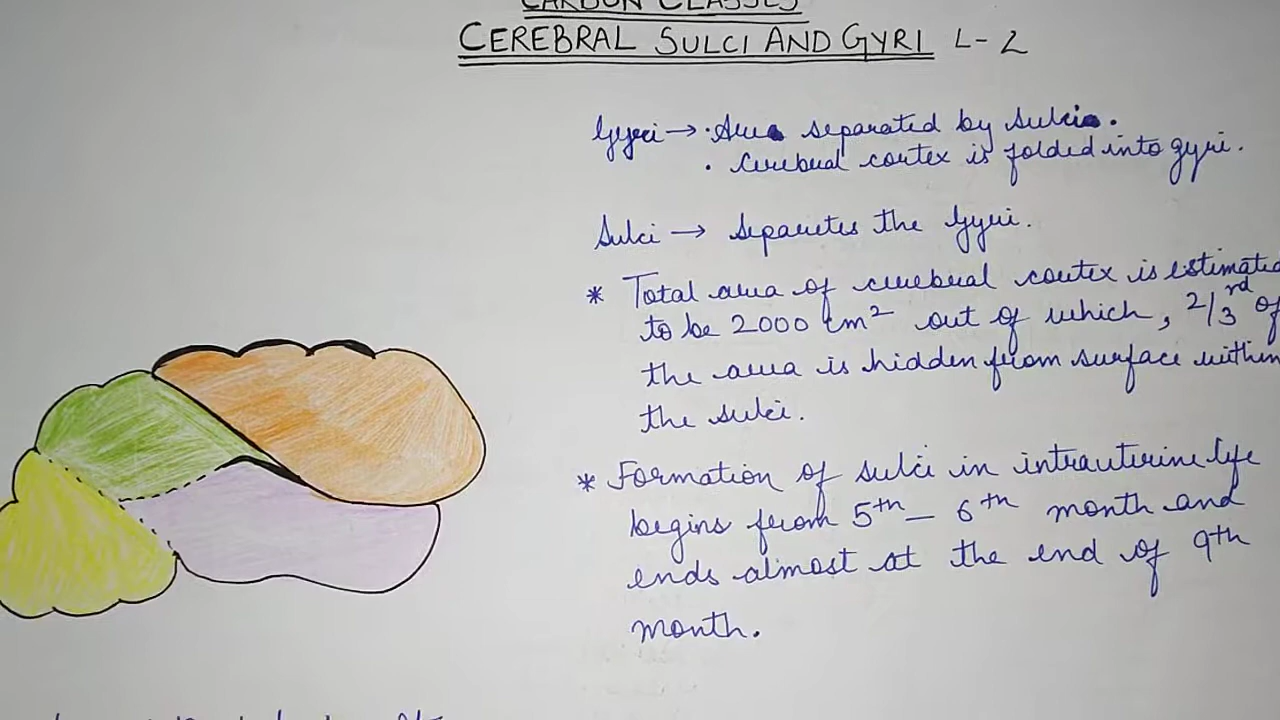 CARBON CLASSES
CEREBRAL SULCI AND GYRI L-2
Gyri → • Area separated by sulci.
• Cerebral cortex is folded into gyri.
Sulci → Separates the Gyri.
* Total area of cerebral cortex is estimated
to be 2000 cm² out of which, 2/3rd of
the area is hidden from surface within
the sulci.
* Formation of sulci in intrauterine life
begins from 5th - 6th month and
ends almost at the end of 9th
month.